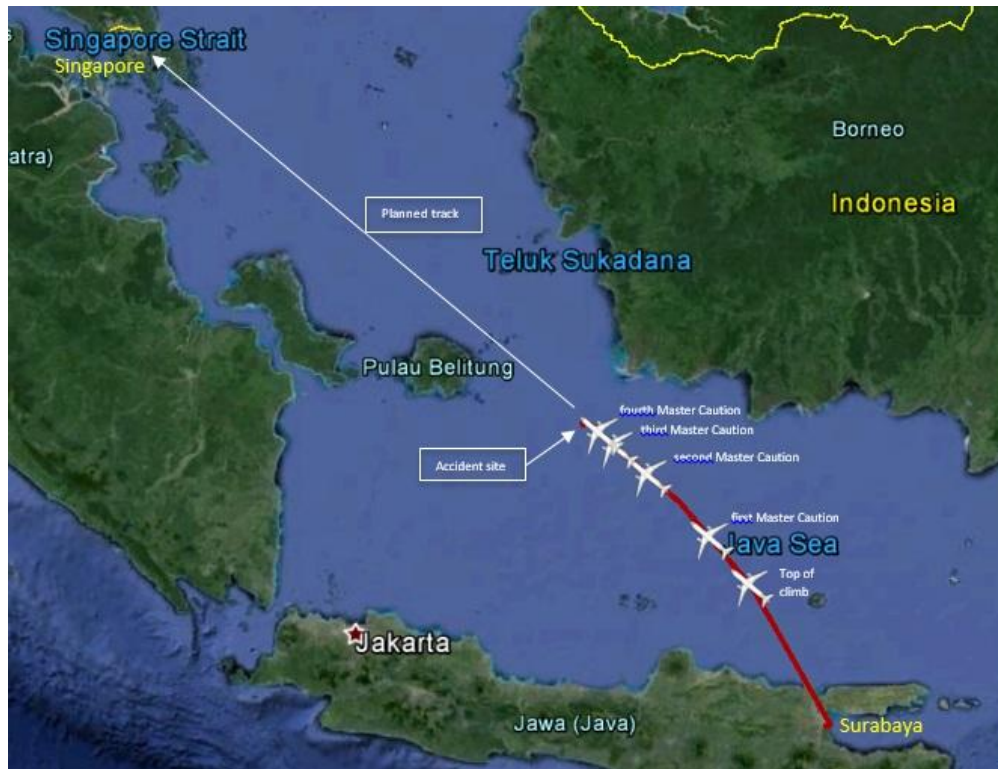 Singapore Strait
Singapore
atra)
Borneo
Indonesia
Planned track
Teluk Sukadana
Pulau Belitung
fourth Master Caution
third Master Caution
second Master Caution
Accident site
first Master Caution
Java Sea
Top of
climb
Jakarta
Jawa (Java)
Surabaya